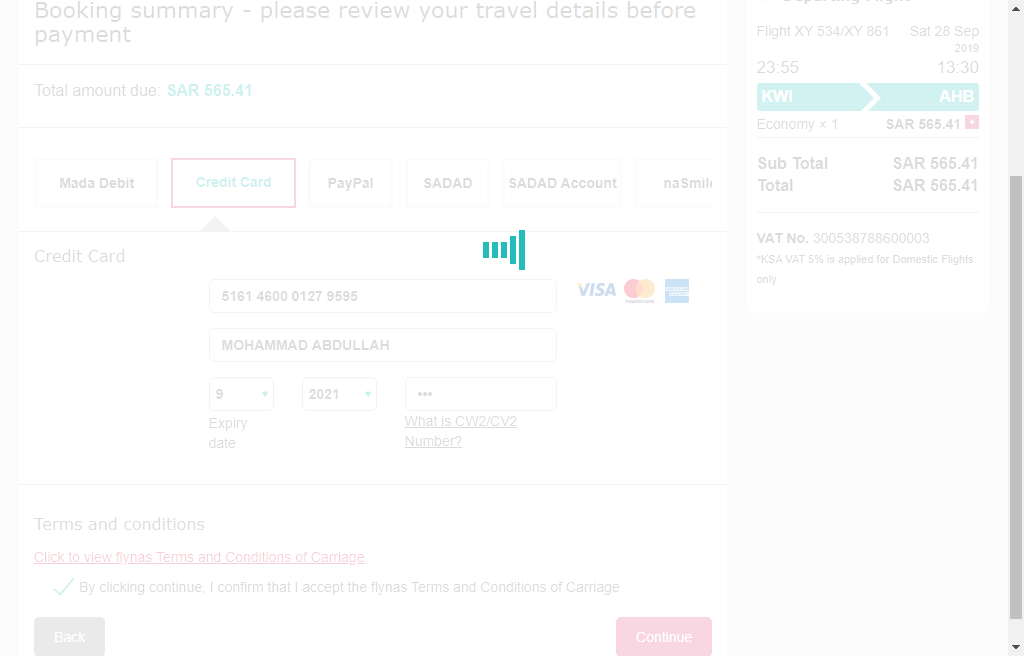 Booking summary - please review your travel details before
payment
Total amount due: SAR 565.41
Mada Debit
Credit Card
PayPal
SADAD
SADAD Account
naSmile
Credit Card
5161 4600 0127 9595
VISA
mastercard
MOHAMMAD ABDULLAH
9
2021
•••
Expiry
date
What is CW2/CV2
Number?
Terms and conditions
Click to view flynas Terms and Conditions of Carriage
By clicking continue, I confirm that I accept the flynas Terms and Conditions of Carriage
Back
Continue
Departing Flight
Flight XY 534/XY 861
Sat 28 Sep
2019
23:55
13:30
KWI
AHB
Economy × 1
SAR 565.41
+
Sub Total
SAR 565.41
Total
SAR 565.41
VAT No. 300538788600003
*KSA VAT 5% is applied for Domestic Flights
only